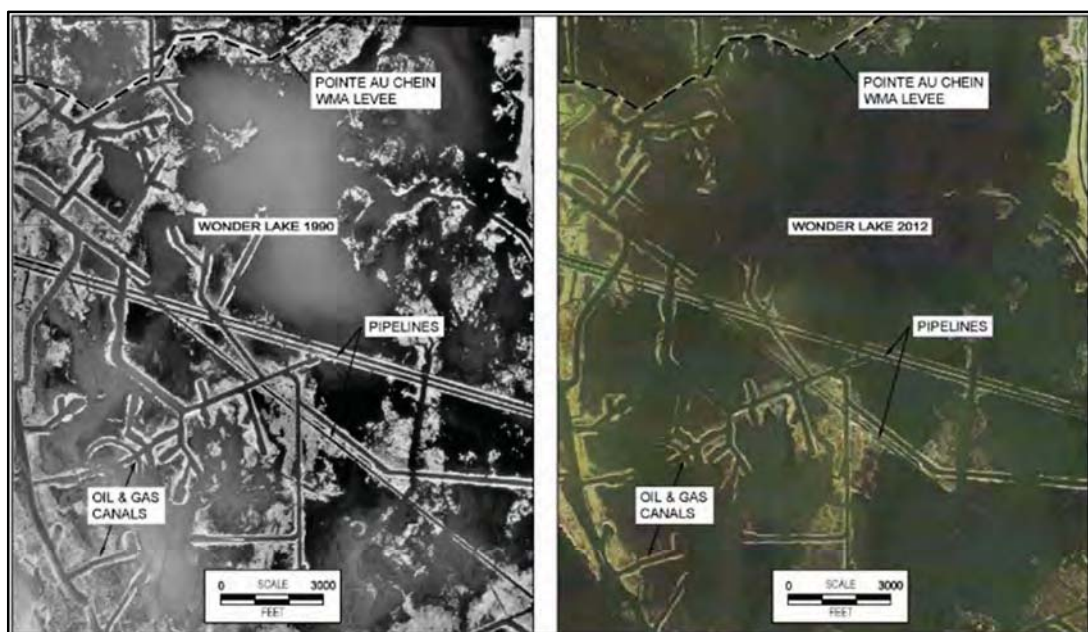 POINTE AU CHEIN
WMA LEVEE
WONDER LAKE 1990
PIPELINES
OIL & GAS
CANALS
0 SCALE 3000
FEET
POINTE AU CHEIN
WMA LEVEE
WONDER LAKE 2012
PIPELINES
OIL & GAS
CANALS
0 SCALE 3000
FEET